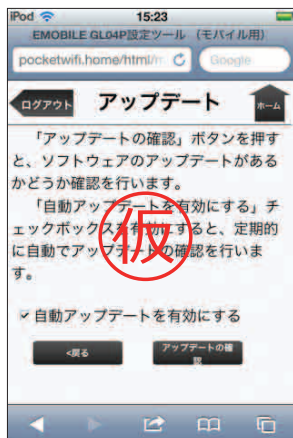 iPod 15:23
EMOBILE GL04P設定ツール （モバイル用）
pocketwifi.home/html/m Google
ログアウト アップデート ホーム
「アップデートの確認」ボタンを押す
と、ソフトウェアのアップデートがある
かどうか確認を行います。
「自動アップデートを有効にする」チ
ェックボックスを有効にすると、定期的
に自動でアップデートの確認を行いま
す。
仮
自動アップデートを有効にする
<戻る アップデートの確
認